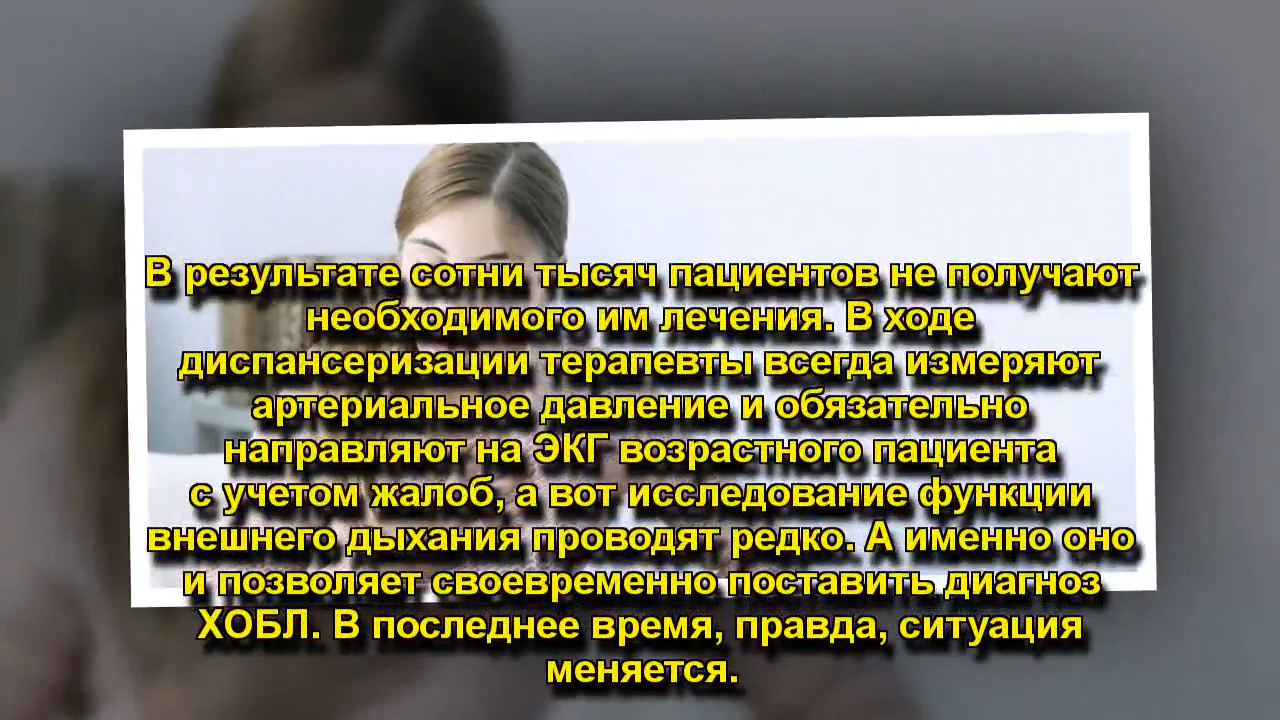 В результате сотни тысяч пациентов не получают
необходимого им лечения. В ходе
диспансеризации терапевты всегда измеряют
артериальное давление и обязательно
направляют на ЭКГ возрастного пациента
с учетом жалоб, а вот исследование функции
внешнего дыхания проводят редко. А именно оно
и позволяет своевременно поставить диагноз
ХОБЛ. В последнее время, правда, ситуация
меняется.